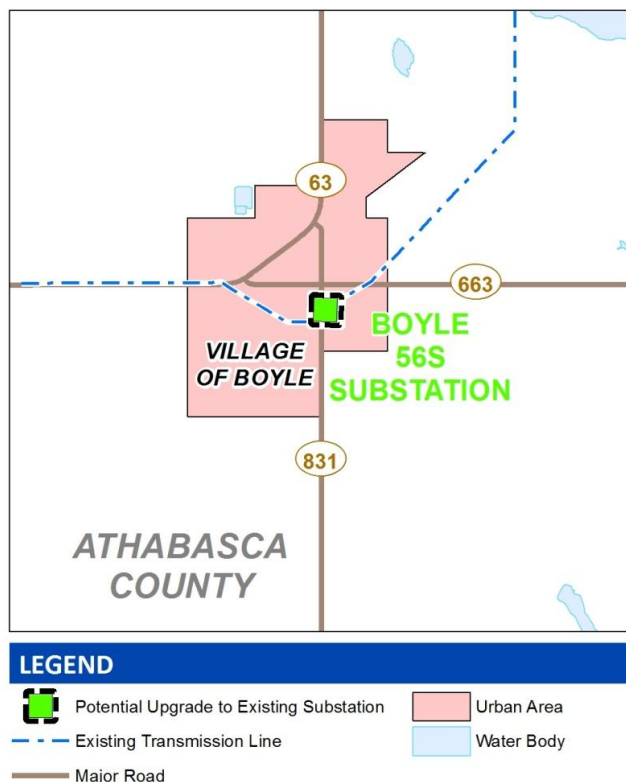 63
663
BOYLE
56S
SUBSTATION
VILLAGE
OF BOYLE
831
ATHABASCA
COUNTY
LEGEND
Potential Upgrade to Existing Substation
Urban Area
Existing Transmission Line
Water Body
Major Road